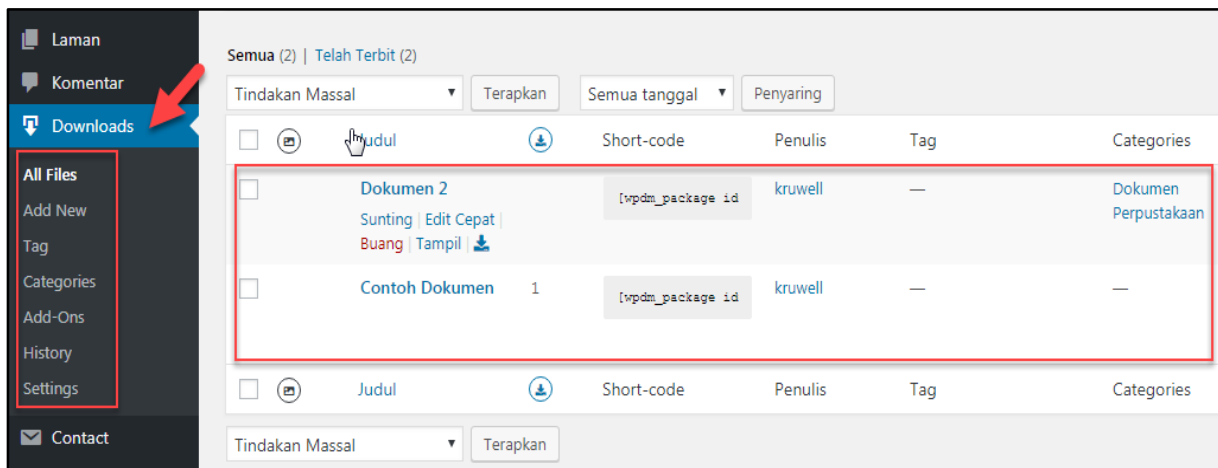 Laman
Komentar
Downloads
All Files
Add New
Tag
Categories
Add-Ons
History
Settings
Contact
Semua (2) | Telah Terbit (2)
Tindakan Massal Terapkan Semua tanggal Penyaring
Judul Short-code Penulis Tag Categories
Dokumen 2 [wpdm_package id kruwell — Dokumen
Perpustakaan
Sunting | Edit Cepat |
Buang | Tampil |
Contoh Dokumen 1 [wpdm_package id kruwell — —
Judul Short-code Penulis Tag Categories
Tindakan Massal Terapkan